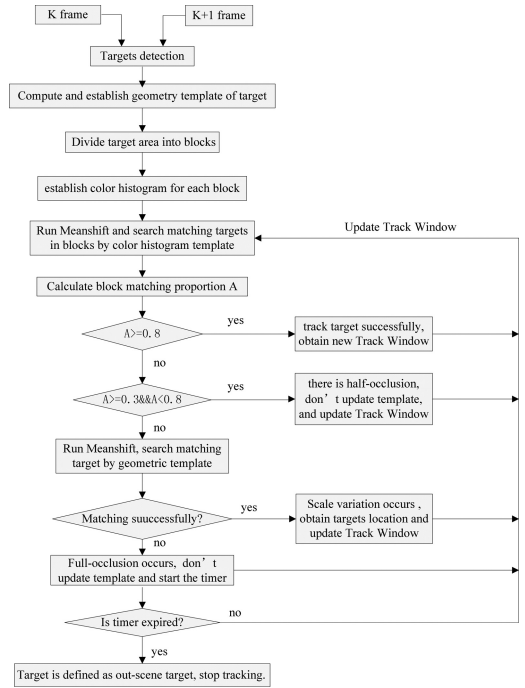 K frame
K+1 frame
Targets detection
Compute and establish geometry template of target
Divide target area into blocks
establish color histogram for each block
Run Meanshift and search matching targets
in blocks by color histogram template
Update Track Window
Calculate block matching proportion A
A>=0.8
yes
track target successfully,
obtain new Track Window
no
A>=0.3&&A<0.8
yes
there is half-occlusion,
don't update template,
and update Track Window
no
Run Meanshift, search matching
target by geometric template
Matching suuccessfully?
yes
Scale variation occurs ,
obtain targets location and
update Track Window
no
Full-occlusion occurs, don't
update template and start the timer
Is timer expired?
no
yes
Target is defined as out-scene target, stop tracking.